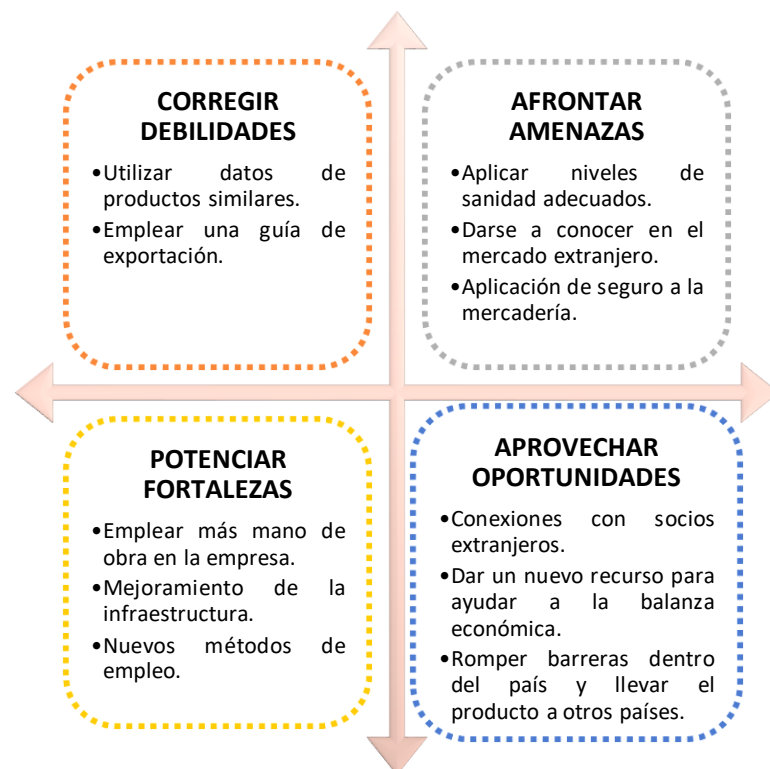 CORREGIR
DEBILIDADES
•Utilizar datos de
productos similares.
•Emplear una guía de
exportación.
AFRONTAR
AMENAZAS
•Aplicar niveles de
sanidad adecuados.
•Darse a conocer en el
mercado extranjero.
•Aplicación de seguro a la
mercadería.
POTENCIAR
FORTALEZAS
•Emplear más mano de
obra en la empresa.
•Mejoramiento de la
infraestructura.
•Nuevos métodos de
empleo.
APROVECHAR
OPORTUNIDADES
•Conexiones con socios
extranjeros.
•Dar un nuevo recurso para
ayudar a la balanza
económica.
•Romper barreras dentro
del país y llevar el
producto a otros países.